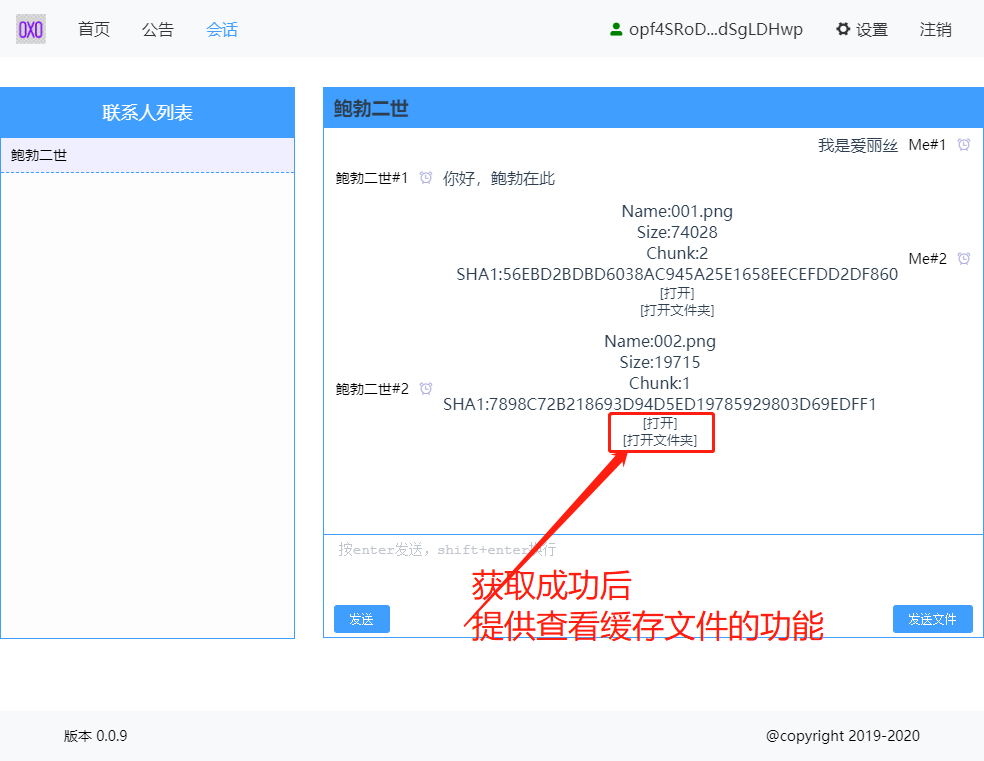 OXO 首页 公告 会话 opf4SRoD...dSgLDHwp 设置 注销
联系人列表
鲍勃二世
鲍勃二世
我是爱丽丝 Me#1
鲍勃二世#1 你好，鲍勃在此
Name:001.png
Size:74028
Chunk:2
SHA1:56EBD2BDBD6038AC945A25E1658EECEFDD2DF860
Me#2
[打开]
[打开文件夹]
Name:002.png
Size:19715
Chunk:1
鲍勃二世#2
SHA1:7898C72B218693D94D5ED19785929803D69EDFF1
[打开]
[打开文件夹]
按enter发送，shift+enter换行
获取成功后
提供查看缓存文件的功能
发送 发送文件
版本 0.0.9 @copyright 2019-2020